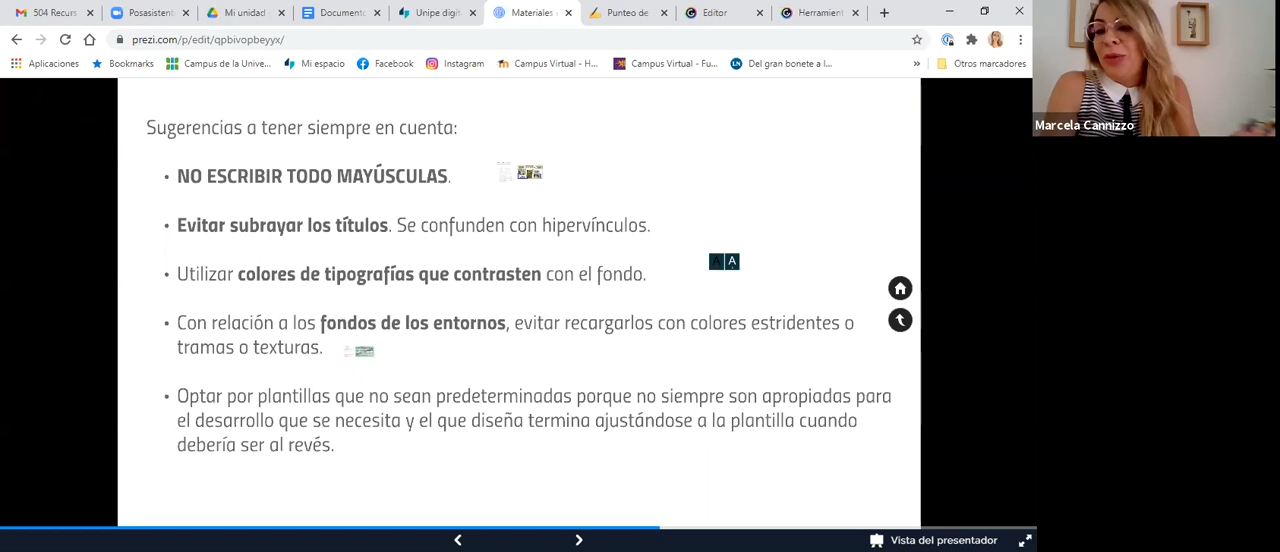 504 Recurs
Posasistent
Mi unidad
Document
Unipe digit
Materiales
Punteo de
Editor
Herramient
prezi.com/p/edit/qpbivopbeyyx/
Aplicaciones
Bookmarks
Campus de la Unive...
Mi espacio
Facebook
Instagram
Campus Virtual - H...
Campus Virtual - Fu...
Del gran bonete a l...
»
Otros marcadores
Marcela Cannizzo
Sugerencias a tener siempre en cuenta:
• NO ESCRIBIR TODO MAYÚSCULAS.
• Evitar subrayar los títulos. Se confunden con hipervínculos.
• Utilizar colores de tipografías que contrasten con el fondo.
A A
• Con relación a los fondos de los entornos, evitar recargarlos con colores estridentes o
tramas o texturas.
• Optar por plantillas que no sean predeterminadas porque no siempre son apropiadas para
el desarrollo que se necesita y el que diseña termina ajustándose a la plantilla cuando
debería ser al revés.
Vista del presentador